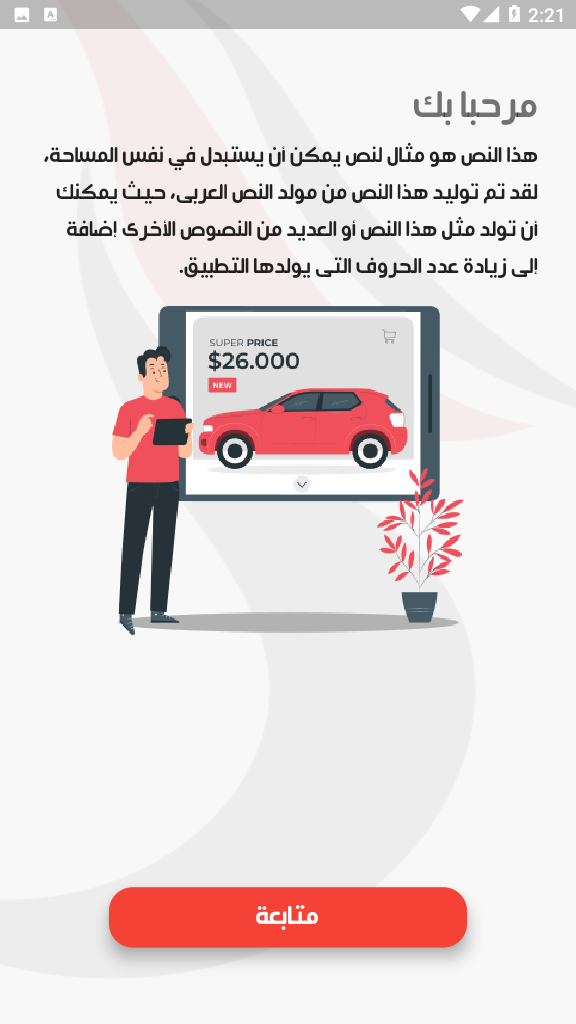 2:21
مرحبا بك
هذا النص هو مثال لنص يمكن أن يستبدل في نفس المساحة،
لقد تم توليد هذا النص من مولد النص العربى، حيث يمكنك
أن تولد مثل هذا النص أو العديد من النصوص الأخرى إضافة
إلى زيادة عدد الحروف التى يولدها التطبيق.
SUPER PRICE
$26.000
NEW
متابعة